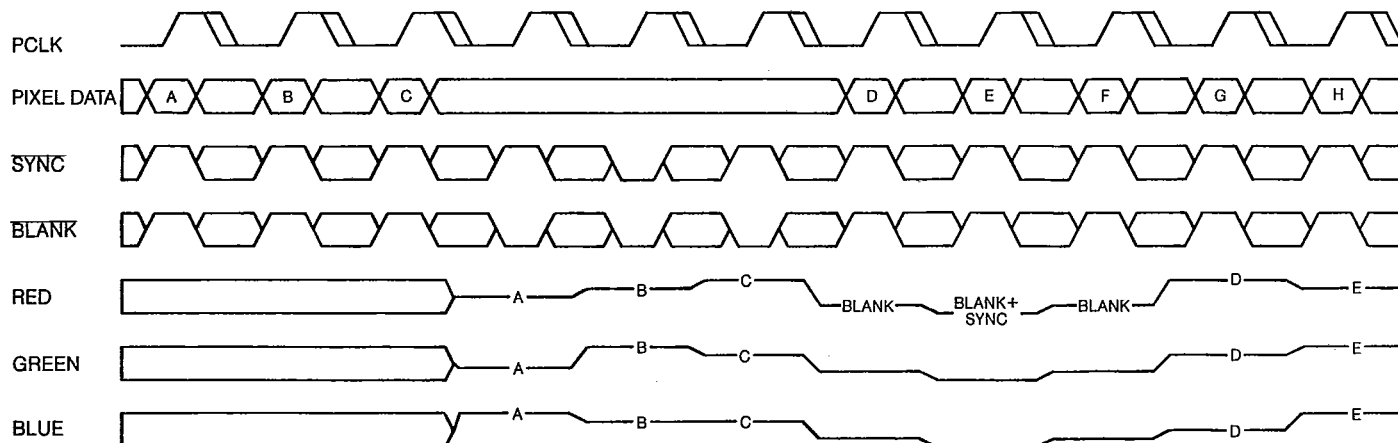 PCLK
PIXEL DATA A B C D E F G H
SYNC
BLANK
RED A B C BLANK BLANK+ SYNC BLANK D E
GREEN A B C D E
BLUE A B C D E